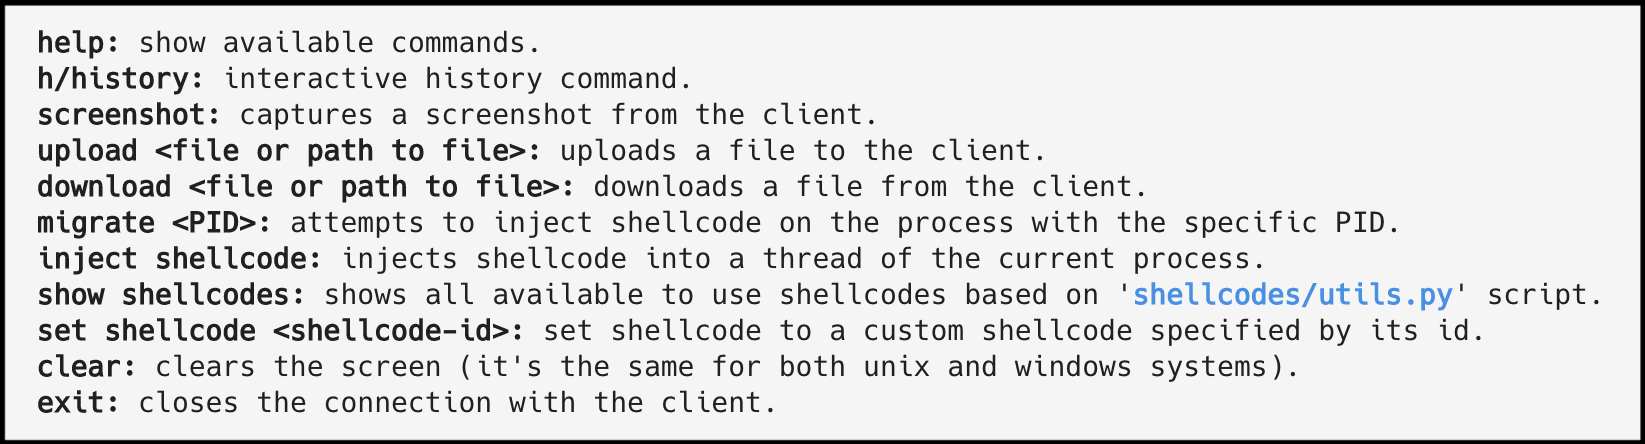 help: show available commands.
h/history: interactive history command.
screenshot: captures a screenshot from the client.
upload <file or path to file>: uploads a file to the client.
download <file or path to file>: downloads a file from the client.
migrate <PID>: attempts to inject shellcode on the process with the specific PID.
inject shellcode: injects shellcode into a thread of the current process.
show shellcodes: shows all available to use shellcodes based on 'shellcodes/utils.py' script.
set shellcode <shellcode-id>: set shellcode to a custom shellcode specified by its id.
clear: clears the screen (it's the same for both unix and windows systems).
exit: closes the connection with the client.